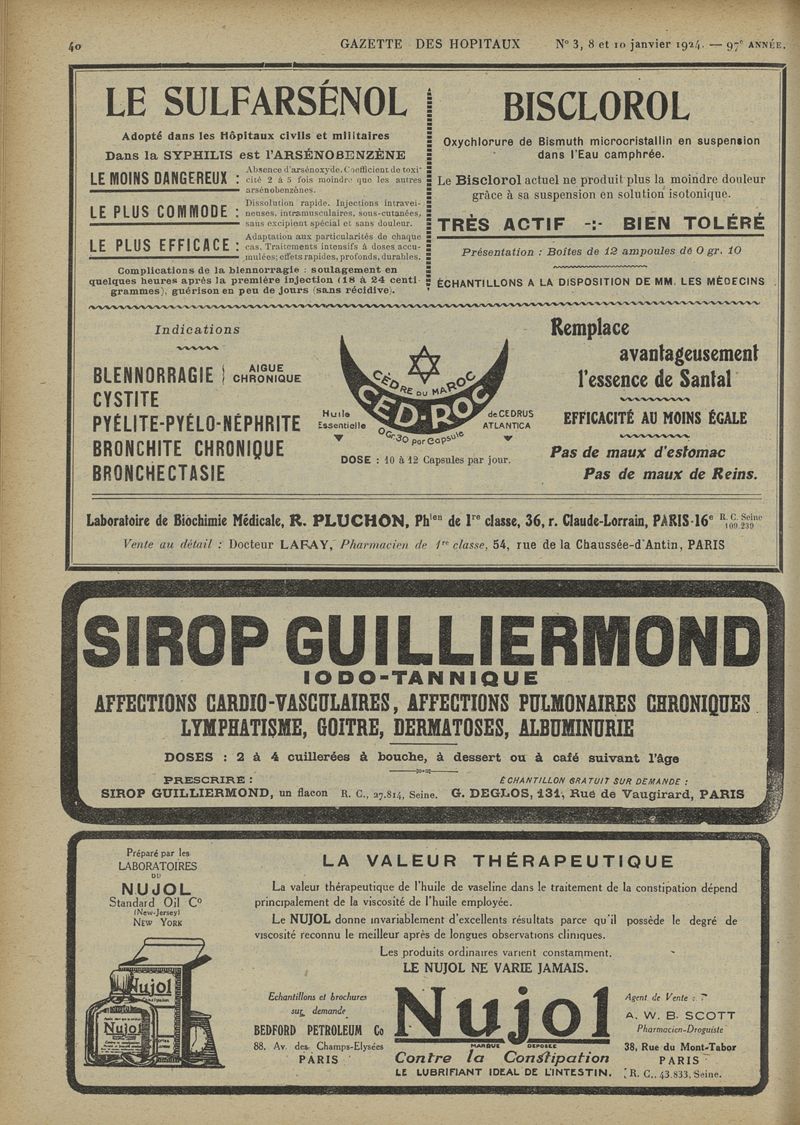 40
GAZETTE DES HOPITAUX
N° 3, 8 et 10 janvier 1924. — 97e ANNÉE.
LE SULFARSÉNOL
Adopté dans les Hôpitaux civils et militaires
Dans la SYPHILIS est l'ARSÉNOBENZÈNE
LE MOINS DANGEREUX :
Absence d'arsénoxyde. Coefficient de toxi-
cité 2 à 5 fois moindre que les autres
arsénobenzènes.
LE PLUS COMMODE :
Dissolution rapide. Injections intravei-
neuses, intramusculaires, sous-cutanées,
sans excipient spécial et sans douleur.
LE PLUS EFFICACE :
Adaptation aux particularités de chaque
cas. Traitements intensifs à doses accu-
mulées; effets rapides, profonds, durables.
Complications de la blennorragie : soulagement en
quelques heures après la première injection (18 à 24 centi-
grammes), guérison en peu de jours (sans récidive).
BISCLOROL
Oxychlorure de Bismuth microcristallin en suspension
dans l'Eau camphrée.
Le Bisclorol actuel ne produit plus la moindre douleur
grâce à sa suspension en solution isotonique.
TRÈS ACTIF -:- BIEN TOLÉRÉ
Présentation : Boites de 12 ampoules de 0 gr. 10
ÉCHANTILLONS A LA DISPOSITION DE MM. LES MÉDECINS
Indications
BLENNORRAGIE } AIGUE
CHRONIQUE
CYSTITE
PYÉLITE-PYÉLO-NÉPHRITE
BRONCHITE CHRONIQUE
BRONCHECTASIE
CÈDRE DU MAROC
CED-ROC
0Gr.30 par Capsule
Huile
Essentielle
de CEDRUS
ATLANTICA
DOSE : 10 à 12 Capsules par jour.
Remplace
avantageusement
l'essence de Santal
EFFICACITÉ AU MOINS ÉGALE
Pas de maux d'estomac
Pas de maux de Reins.
Laboratoire de Biochimie Médicale, R. PLUCHON, Phien de 1re classe, 36, r. Claude-Lorrain, PARIS-16e R. C. Seine
109.239
Vente au détail : Docteur LAFAY, Pharmacien de 1re classe, 54, rue de la Chaussée-d'Antin, PARIS
SIROP GUILLIERMOND
IODO-TANNIQUE
AFFECTIONS CARDIO-VASCULAIRES, AFFECTIONS PULMONAIRES CHRONIQUES
LYMPHATISME, GOITRE, DERMATOSES, ALBUMINURIE
DOSES : 2 à 4 cuillerées à bouche, à dessert ou à café suivant l'âge
PRESCRIRE :
SIROP GUILLIERMOND, un flacon
R. C., 27.814, Seine.
ÉCHANTILLON GRATUIT SUR DEMANDE :
G. DEGLOS, 131, Rue de Vaugirard, PARIS
Préparé par les
LABORATOIRES
DU
NUJOL
Standard Oil Co
(New-Jersey)
NEW YORK
Nujol
Nujol
LA VALEUR THÉRAPEUTIQUE
La valeur thérapeutique de l'huile de vaseline dans le traitement de la constipation dépend
principalement de la viscosité de l'huile employée.
Le NUJOL donne invariablement d'excellents résultats parce qu'il possède le degré de
viscosité reconnu le meilleur après de longues observations cliniques.
Les produits ordinaires varient constamment.
LE NUJOL NE VARIE JAMAIS.
Echantillons et brochures
sur demande
BEDFORD PETROLEUM Co
88. Av. des Champs-Elysées
PARIS
Nujol
MARQUE DÉPOSÉE
Contre la Constipation
LE LUBRIFIANT IDEAL DE L'INTESTIN.
Agent de Vente :
A. W. B. SCOTT
Pharmacien-Droguiste
38, Rue du Mont-Tabor
PARIS
R. C., 43.833, Seine.